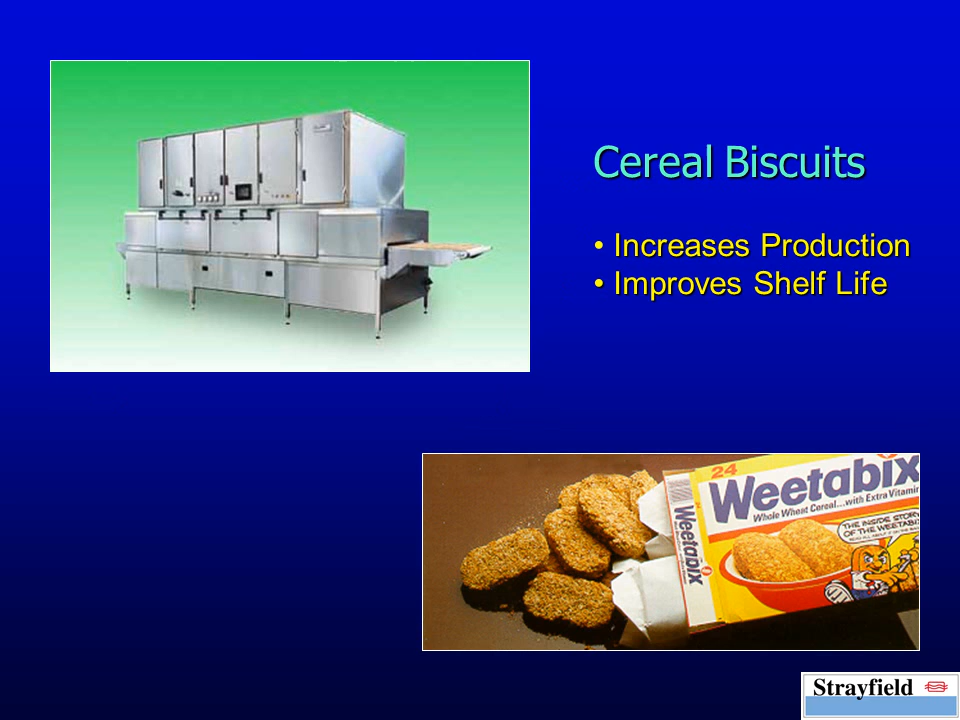 Cereal Biscuits
• Increases Production
• Improves Shelf Life
24
Weetabix
Whole Wheat Cereal...with Extra Vitamin
THE INSIDE STORY
OF THE WEETABIX
Weetabix
Strayfield